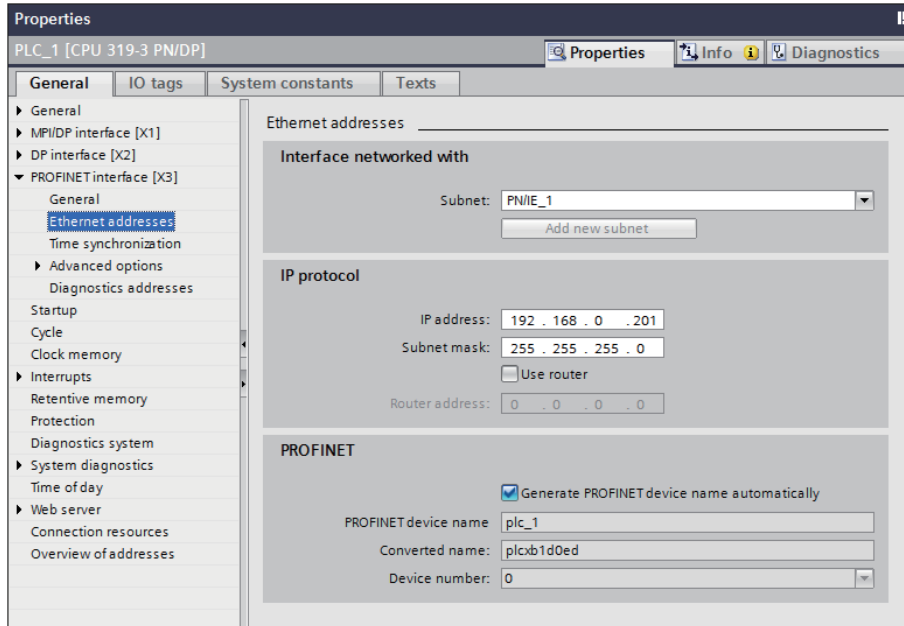 Properties
PLC_1 [CPU 319-3 PN/DP]
Properties
Info
Diagnostics
General
IO tags
System constants
Texts
General
MPI/DP interface [X1]
DP interface [X2]
PROFINET interface [X3]
General
Ethernet addresses
Time synchronization
Advanced options
Diagnostics addresses
Startup
Cycle
Clock memory
Interrupts
Retentive memory
Protection
Diagnostics system
System diagnostics
Time of day
Web server
Connection resources
Overview of addresses
Ethernet addresses
Interface networked with
Subnet: PN/IE_1
Add new subnet
IP protocol
IP address: 192 . 168 . 0 . 201
Subnet mask: 255 . 255 . 255 . 0
Use router
Router address: 0 . 0 . 0 . 0
PROFINET
Generate PROFINET device name automatically
PROFINET device name plc_1
Converted name: plcxb1d0ed
Device number: 0